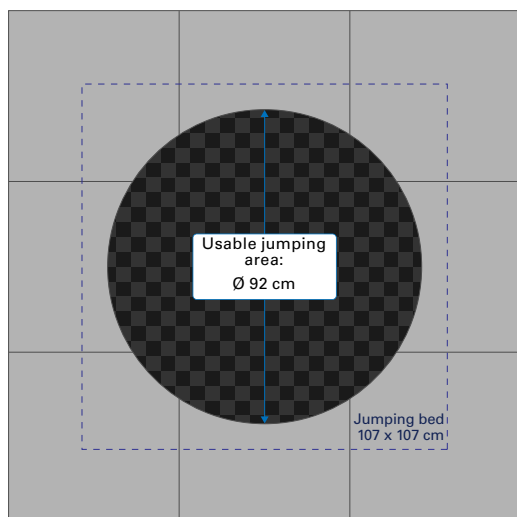 Usable jumping
area:
Ø 92 cm
Jumping bed
107 x 107 cm